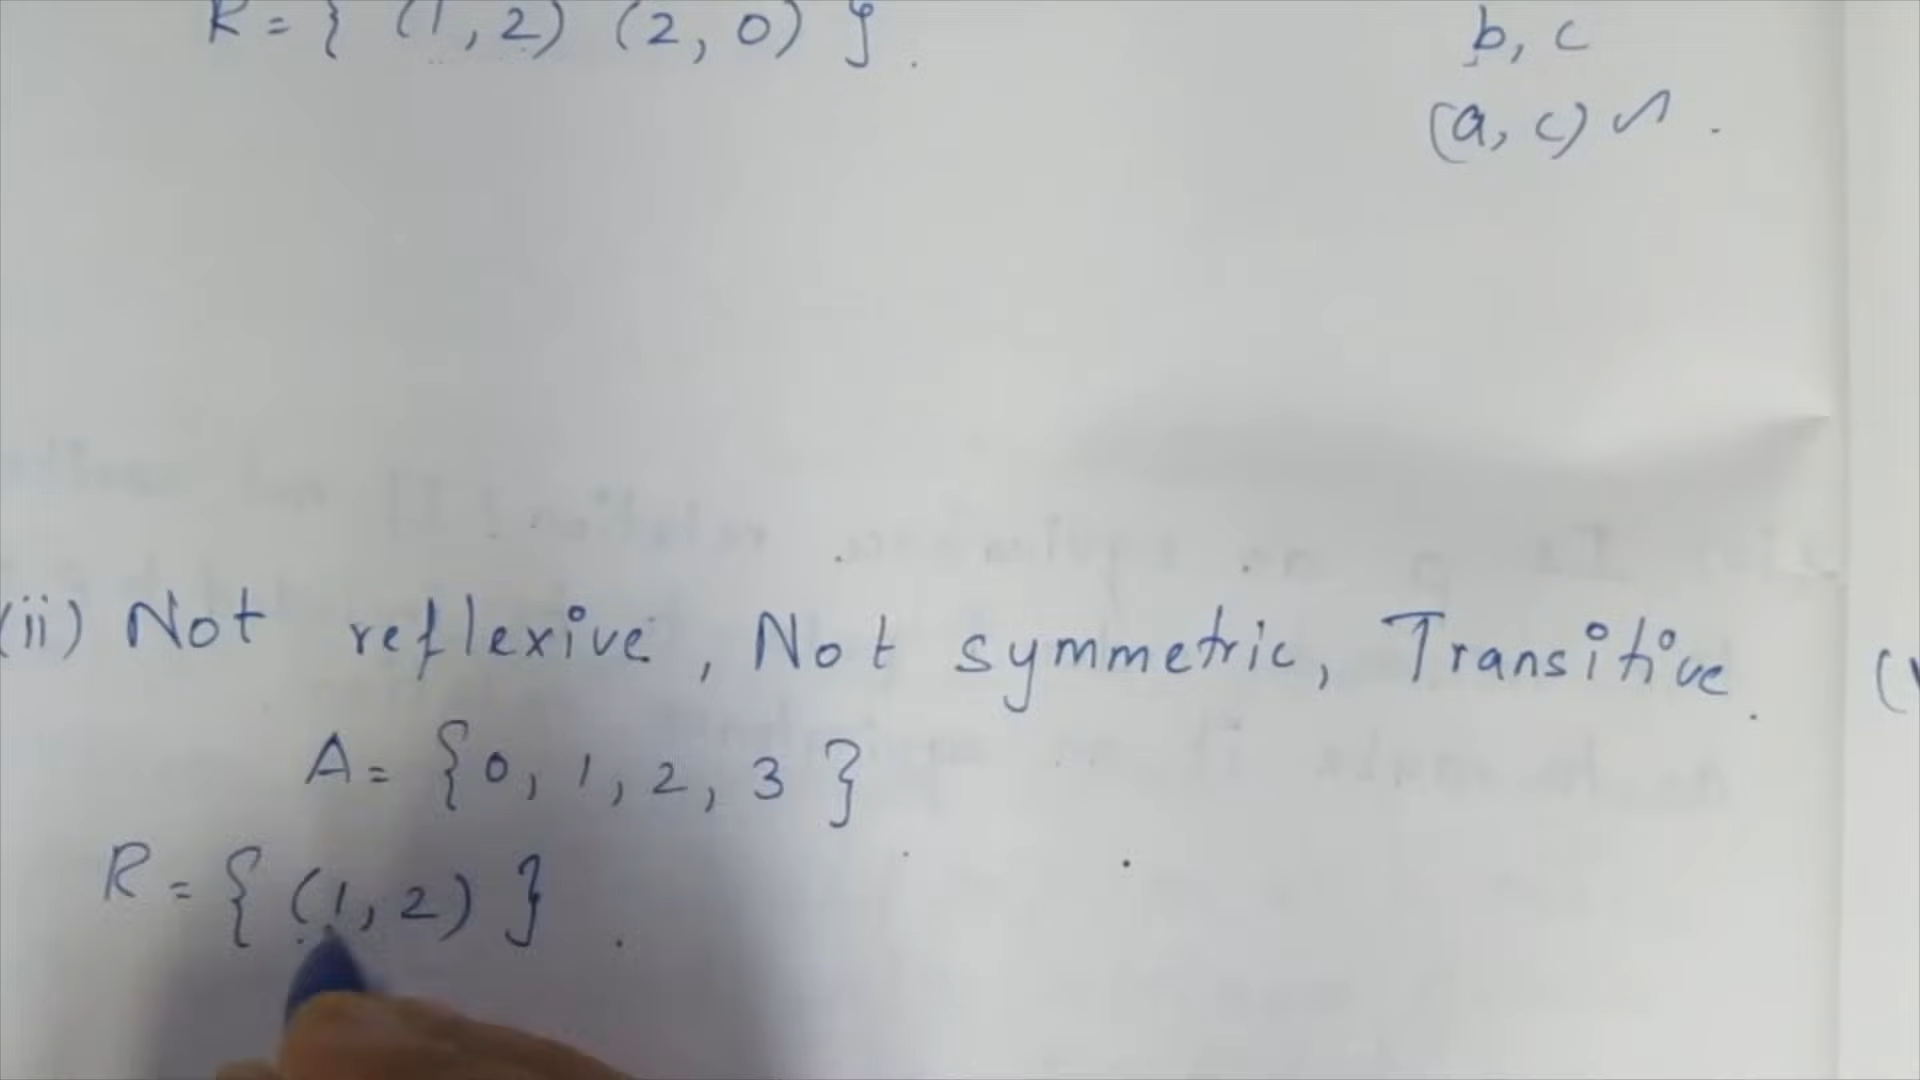 R = { (1, 2) (2, 0) }.
b, c
(a, c)
(ii) Not reflexive, Not symmetric, Transitive.
A = {0, 1, 2, 3}
R = { (1, 2) }.